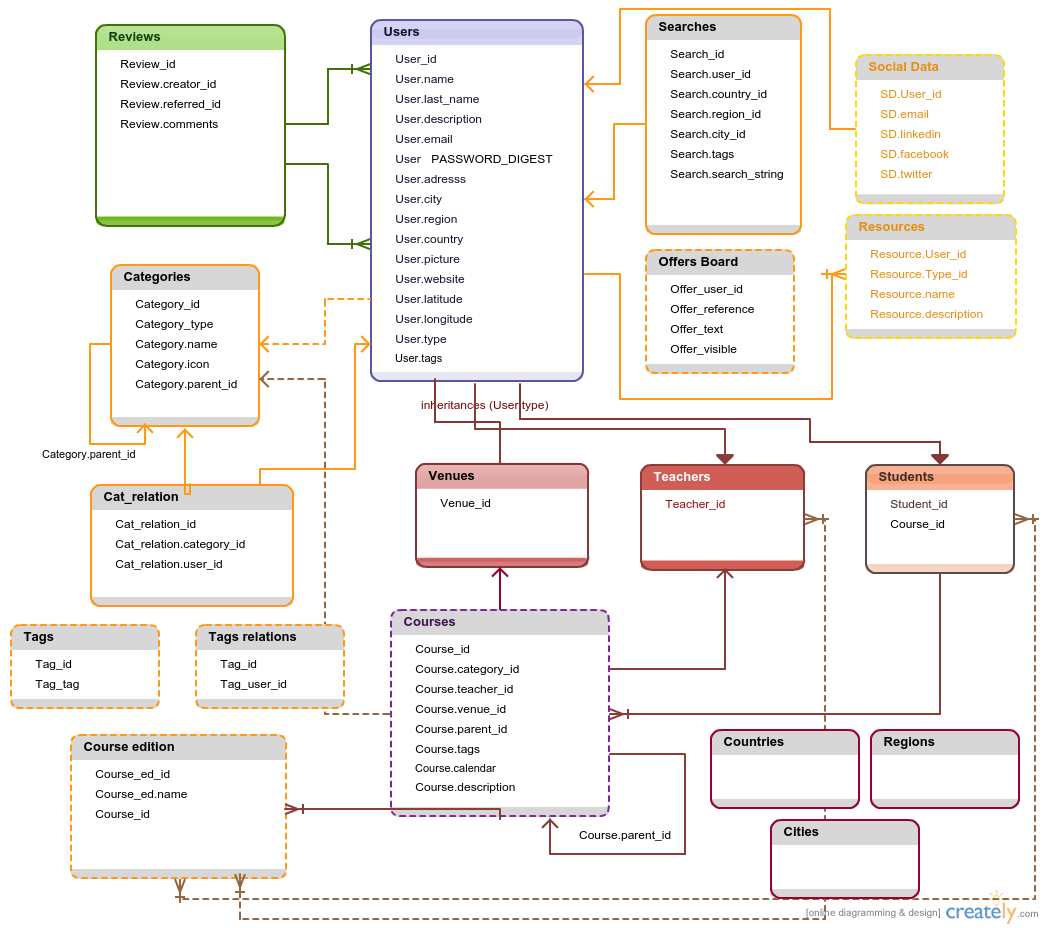 Reviews
Review_id
Review.creator_id
Review.referred_id
Review.comments
Users
User_id
User.name
User.last_name
User.description
User.email
User PASSWORD_DIGEST
User.adresss
User.city
User.region
User.country
User.picture
User.website
User.latitude
User.longitude
User.type
User.tags
Searches
Search_id
Search.user_id
Search.country_id
Search.region_id
Search.city_id
Search.tags
Search.search_string
Social Data
SD.User_id
SD.email
SD.linkedin
SD.facebook
SD.twitter
Resources
Resource.User_id
Resource.Type_id
Resource.name
Resource.description
Offers Board
Offer_user_id
Offer_reference
Offer_text
Offer_visible
Categories
Category_id
Category_type
Category.name
Category.icon
Category.parent_id
Category.parent_id
inheritances (User.type)
Cat_relation
Cat_relation_id
Cat_relation.category_id
Cat_relation.user_id
Venues
Venue_id
Teachers
Teacher_id
Students
Student_id
Course_id
Tags
Tag_id
Tag_tag
Tags relations
Tag_id
Tag_user_id
Courses
Course_id
Course.category_id
Course.teacher_id
Course.venue_id
Course.parent_id
Course.tags
Course.calendar
Course.description
Course.parent_id
Course edition
Course_ed_id
Course_ed.name
Course_id
Countries
Regions
Cities
[online diagramming & design] creately.com